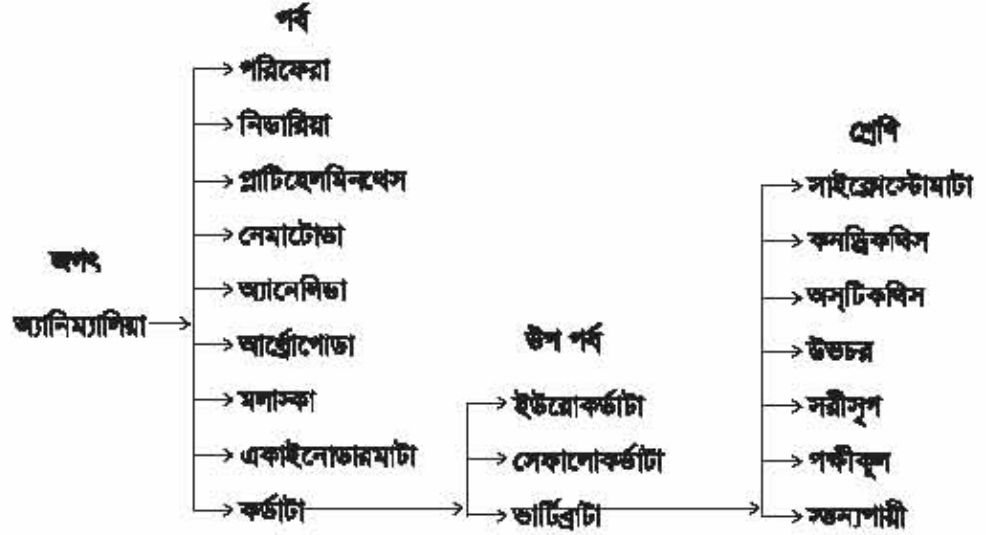 পর্ব
পরিফেরা
নিডারিয়া
প্লাটিহেলমিনথেস
নেমাটোডা
অ্যানেলিডা
আর্থ্রোপোডা
মলাস্কা
একাইনোডারমাটা
কর্ডাটা
জগৎ
অ্যানিম্যালিয়া
উপ পর্ব
ইউরোকর্ডাটা
সেফালোকর্ডাটা
ভার্টিব্রাটা
শ্রেণি
সাইক্লোস্টোমাটা
কনড্রিকথিস
অস্টিকথিস
উভচর
সরীসৃপ
পক্ষীকূল
স্তন্যপায়ী